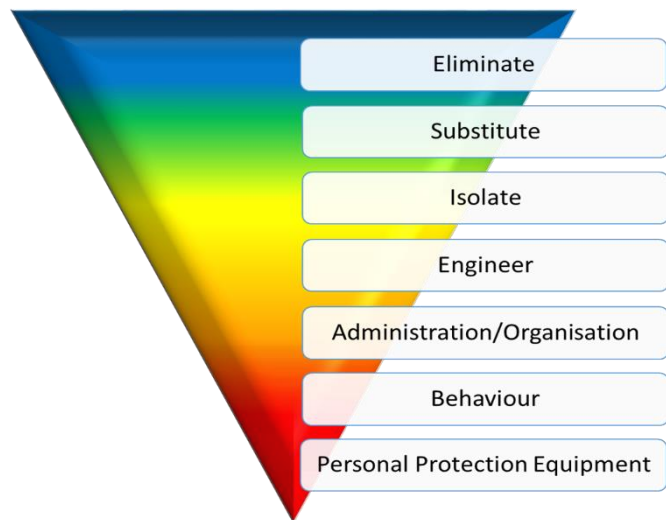 Eliminate
Substitute
Isolate
Engineer
Administration/Organisation
Behaviour
Personal Protection Equipment